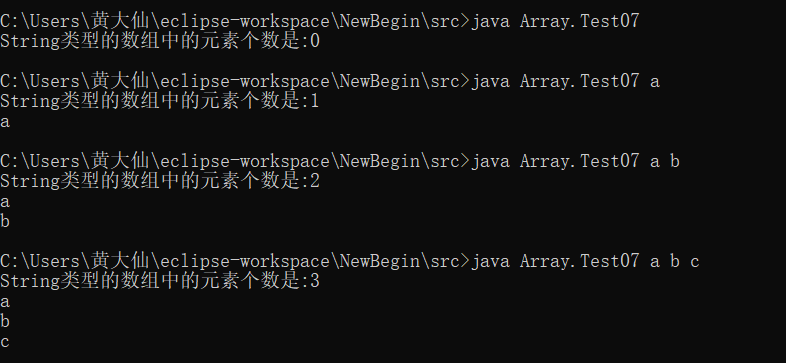 C:\Users\黄大仙\eclipse-workspace\NewBegin\src>java Array.Test07
String类型的数组中的元素个数是:0
C:\Users\黄大仙\eclipse-workspace\NewBegin\src>java Array.Test07 a
String类型的数组中的元素个数是:1
a
C:\Users\黄大仙\eclipse-workspace\NewBegin\src>java Array.Test07 a b
String类型的数组中的元素个数是:2
a
b
C:\Users\黄大仙\eclipse-workspace\NewBegin\src>java Array.Test07 a b c
String类型的数组中的元素个数是:3
a
b
c